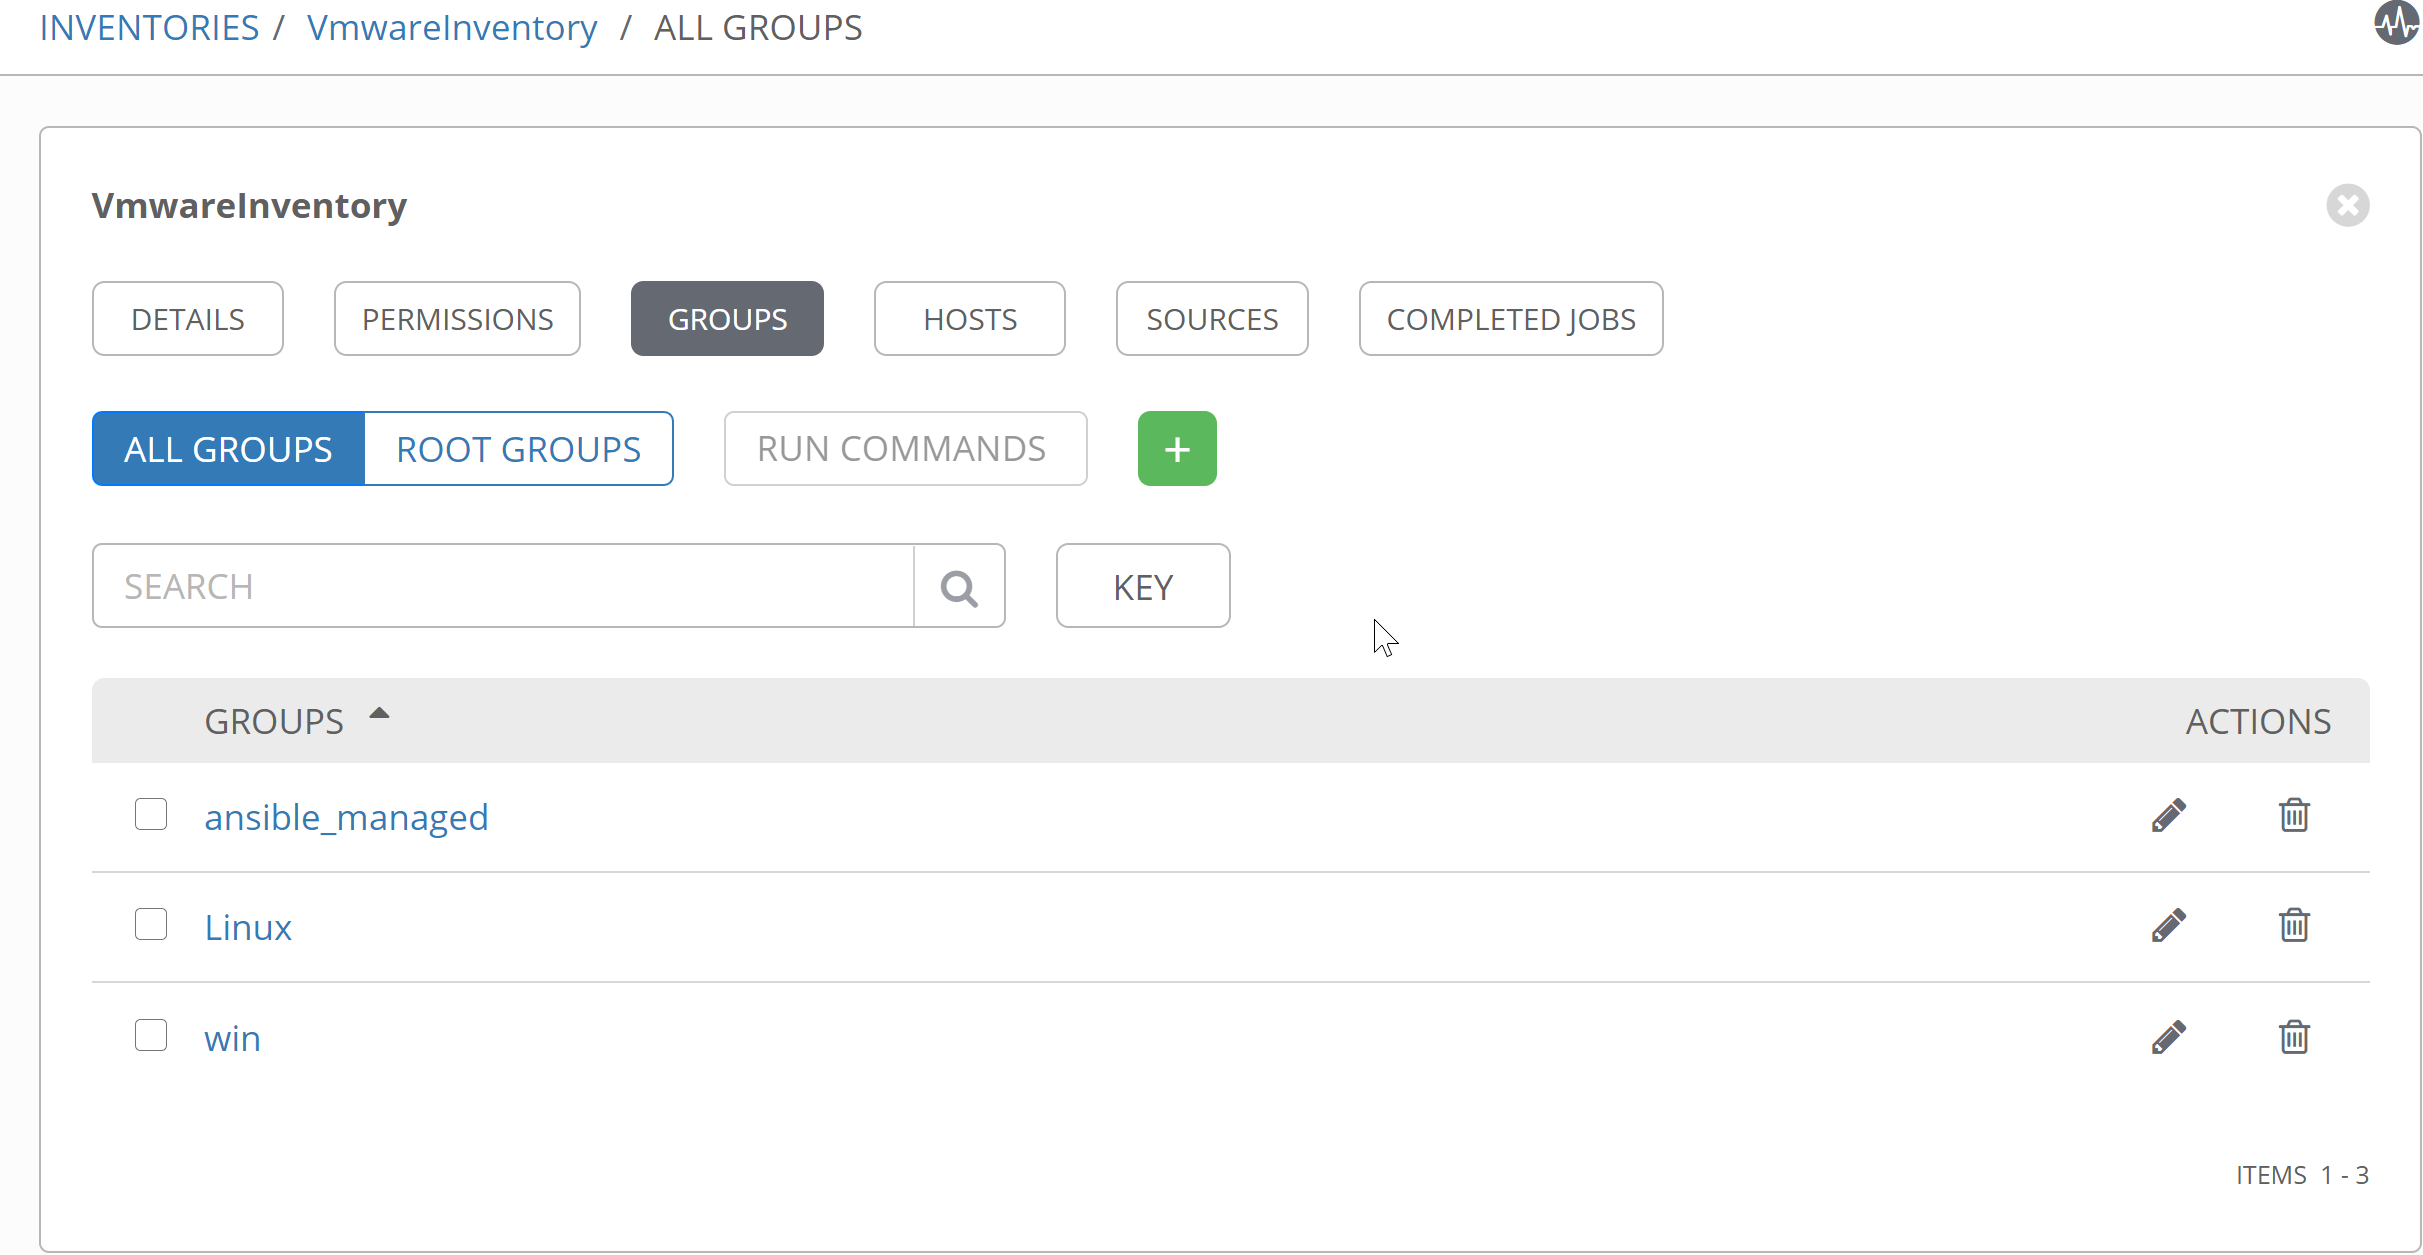 INVENTORIES / VmwareInventory / ALL GROUPS
VmwareInventory
DETAILS PERMISSIONS GROUPS HOSTS SOURCES COMPLETED JOBS
ALL GROUPS ROOT GROUPS RUN COMMANDS +
SEARCH KEY
GROUPS ACTIONS
ansible_managed
Linux
win
ITEMS 1 - 3